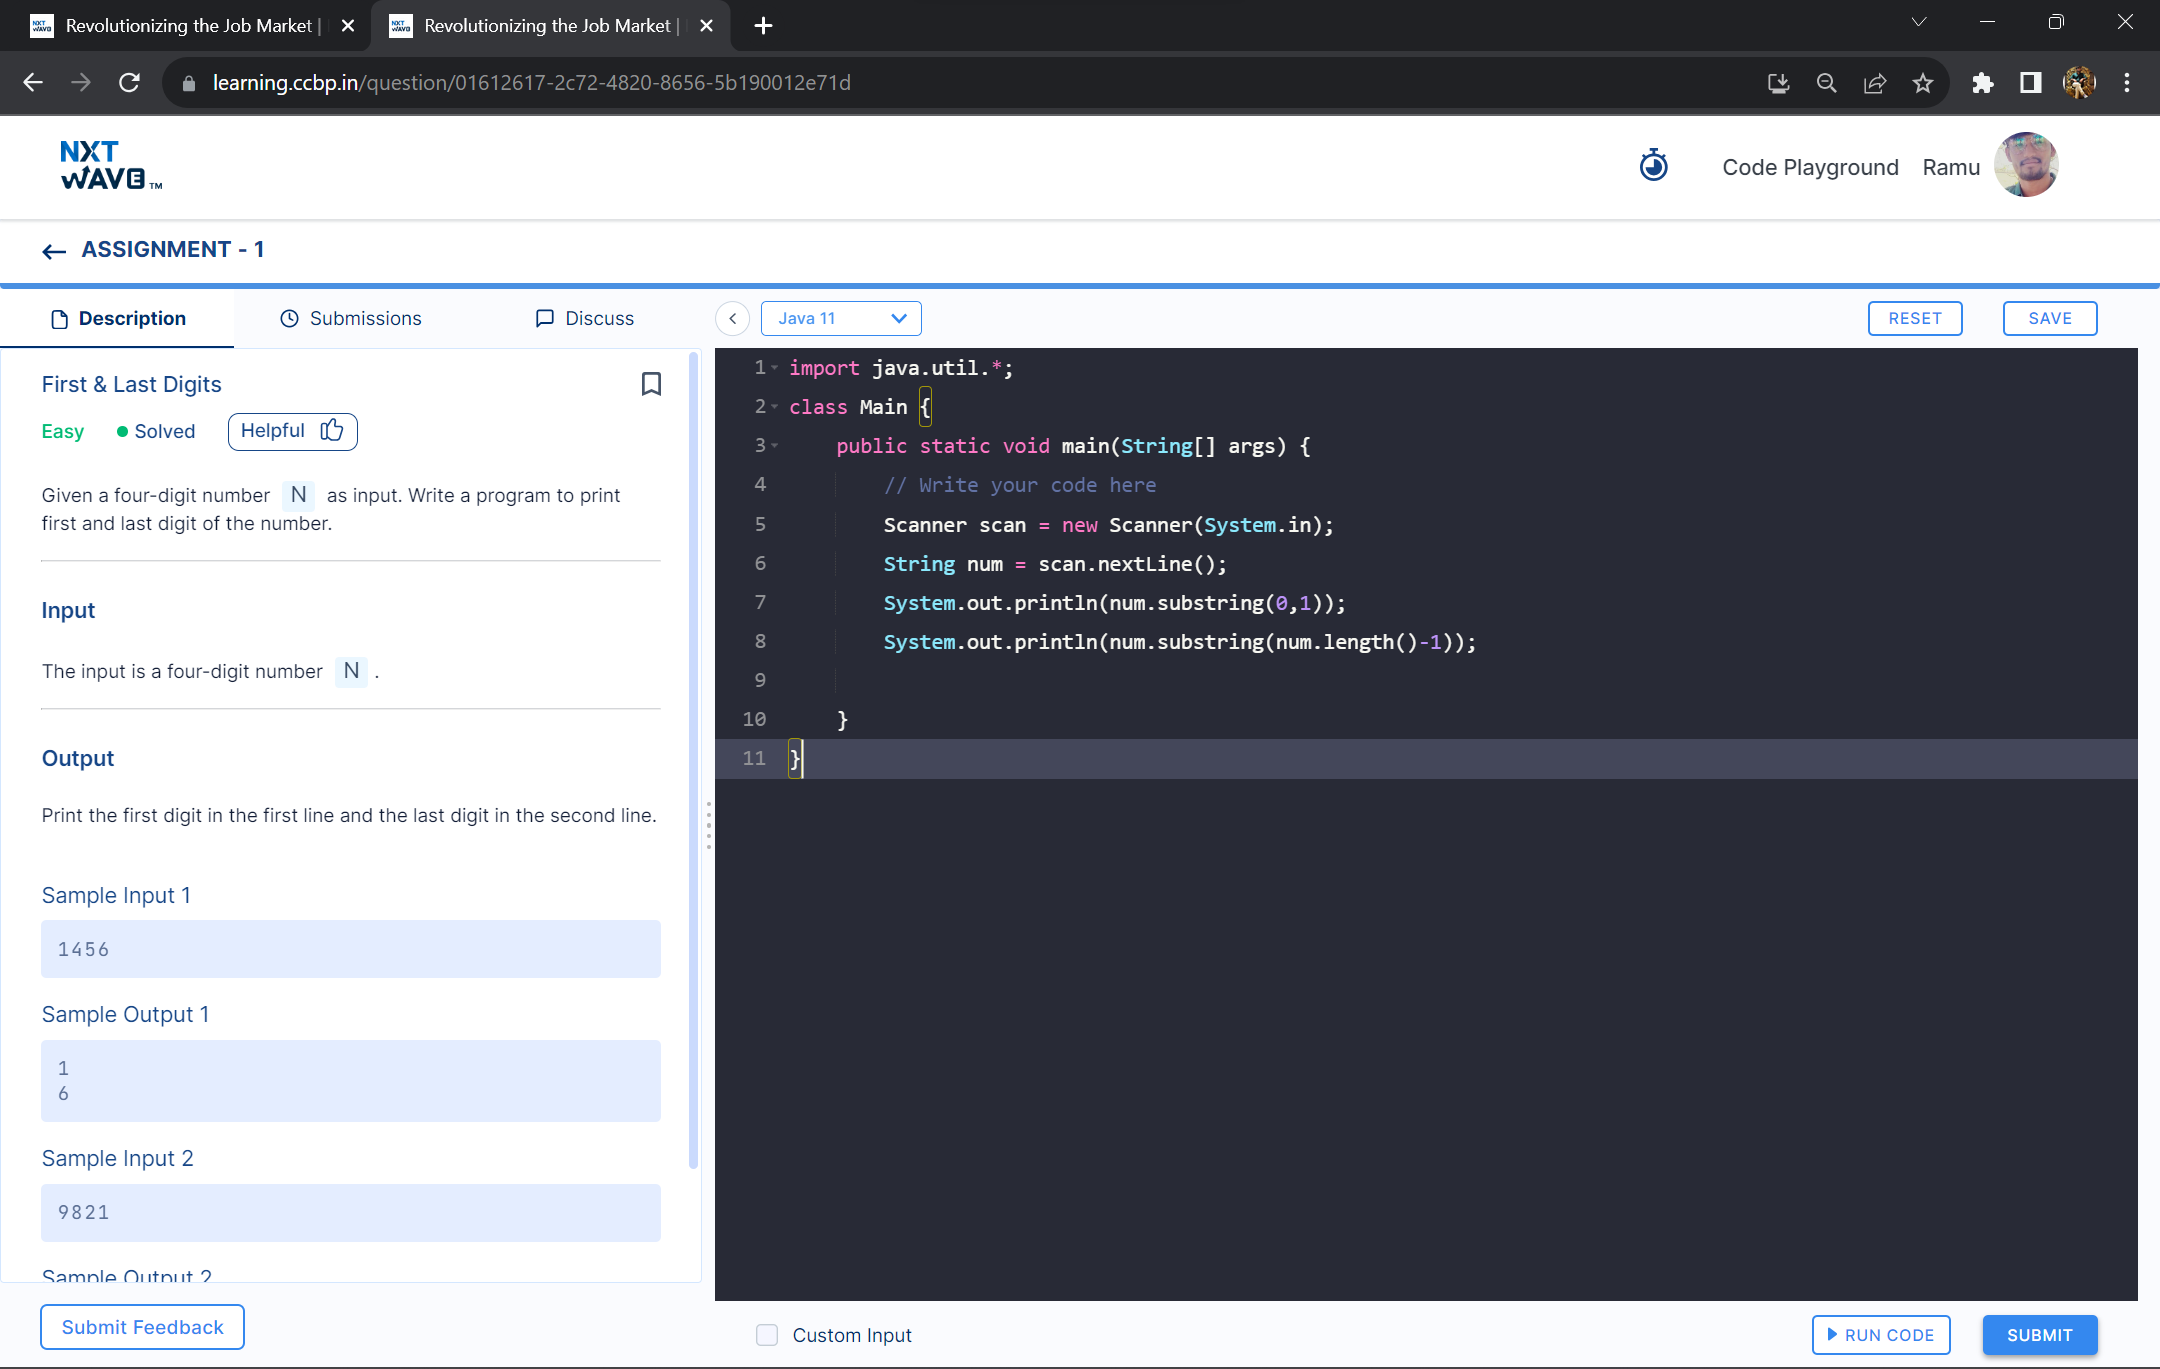 Revolutionizing the Job Market |
Revolutionizing the Job Market |
learning.ccbp.in/question/01612617-2c72-4820-8656-5b190012e71d
NXT
WAVE TM
Code Playground
Ramu
ASSIGNMENT - 1
Description
Submissions
Discuss
Java 11
RESET
SAVE
First & Last Digits
Easy
Solved
Helpful
Given a four-digit number N as input. Write a program to print
first and last digit of the number.
Input
The input is a four-digit number N .
Output
Print the first digit in the first line and the last digit in the second line.
Sample Input 1
1456
Sample Output 1
1
6
Sample Input 2
9821
Sample Output 2
Submit Feedback
1 import java.util.*;
2 class Main {
3 public static void main(String[] args) {
4 // Write your code here
5 Scanner scan = new Scanner(System.in);
6 String num = scan.nextLine();
7 System.out.println(num.substring(0,1));
8 System.out.println(num.substring(num.length()-1));
9
10 }
11 }
Custom Input
RUN CODE
SUBMIT